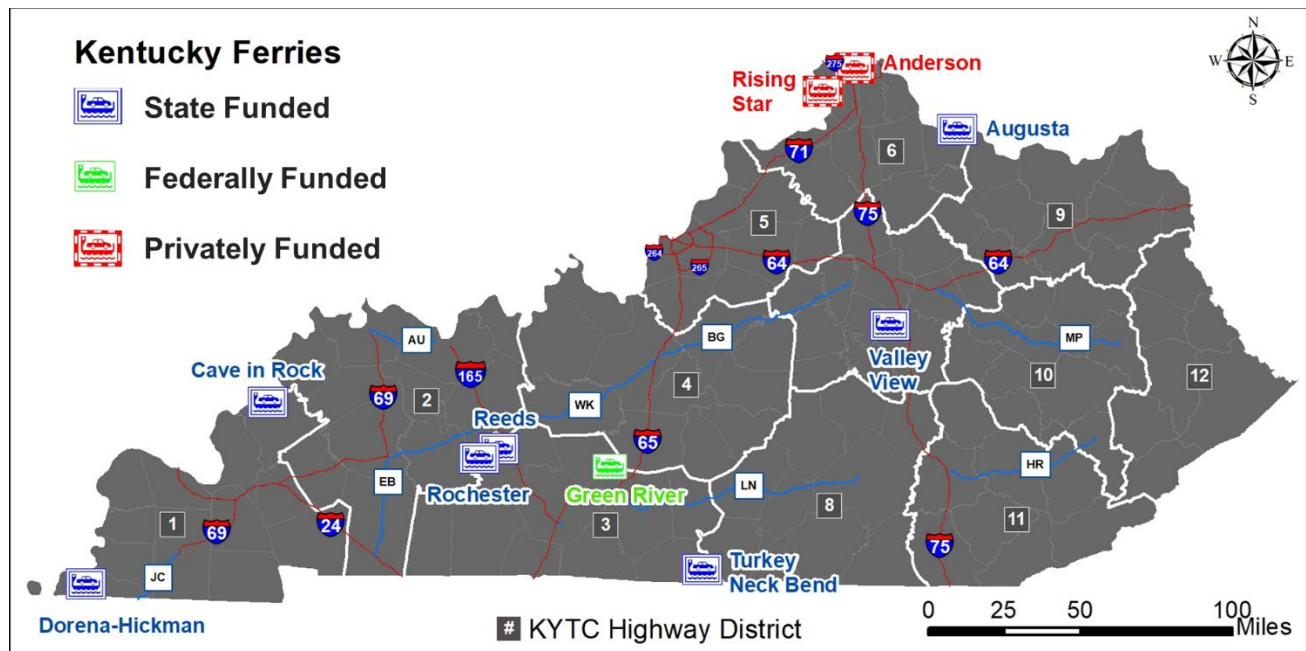 Kentucky Ferries
State Funded
Federally Funded
Privately Funded
N
W
E
S
275
Anderson
Rising
Star
Augusta
71
6
75
9
5
264
265
64
64
AU
BG
MP
Valley
View
Cave in Rock
165
69
2
4
10
12
WK
Reeds
65
EB
Rochester
Green River
LN
HR
1
69
24
3
8
11
75
JC
Turkey
Neck Bend
Dorena-Hickman
# KYTC Highway District
0 25 50 100
Miles